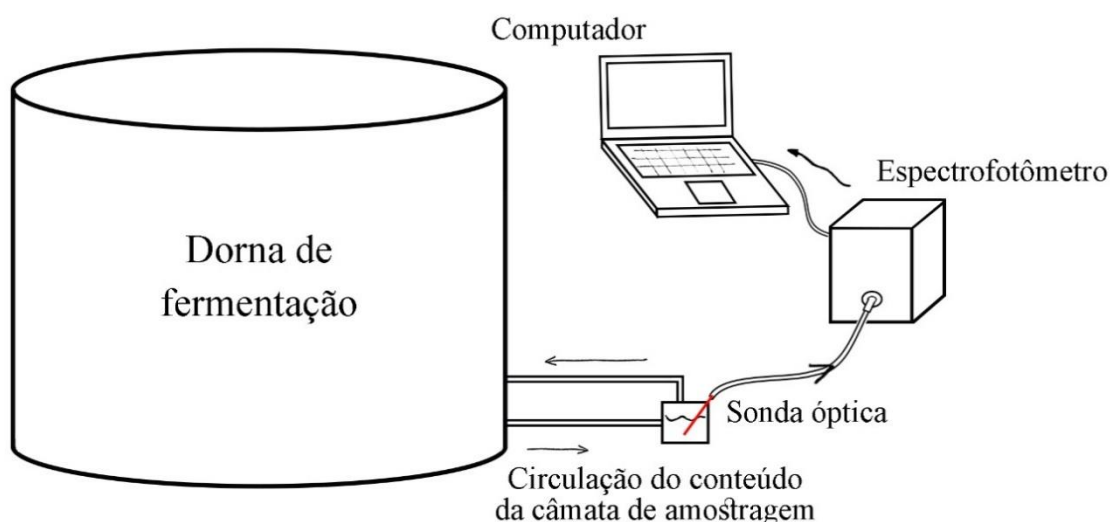 Computador
Espectrofotômetro
Dorna de
fermentação
Sonda óptica
Circulação do conteúdo
da câmata de amostragem